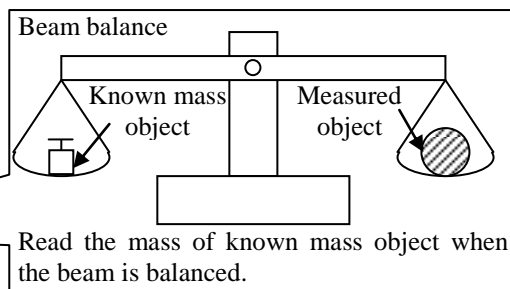 Beam balance
Known mass
object
Measured
object
Read the mass of known mass object when
the beam is balanced.